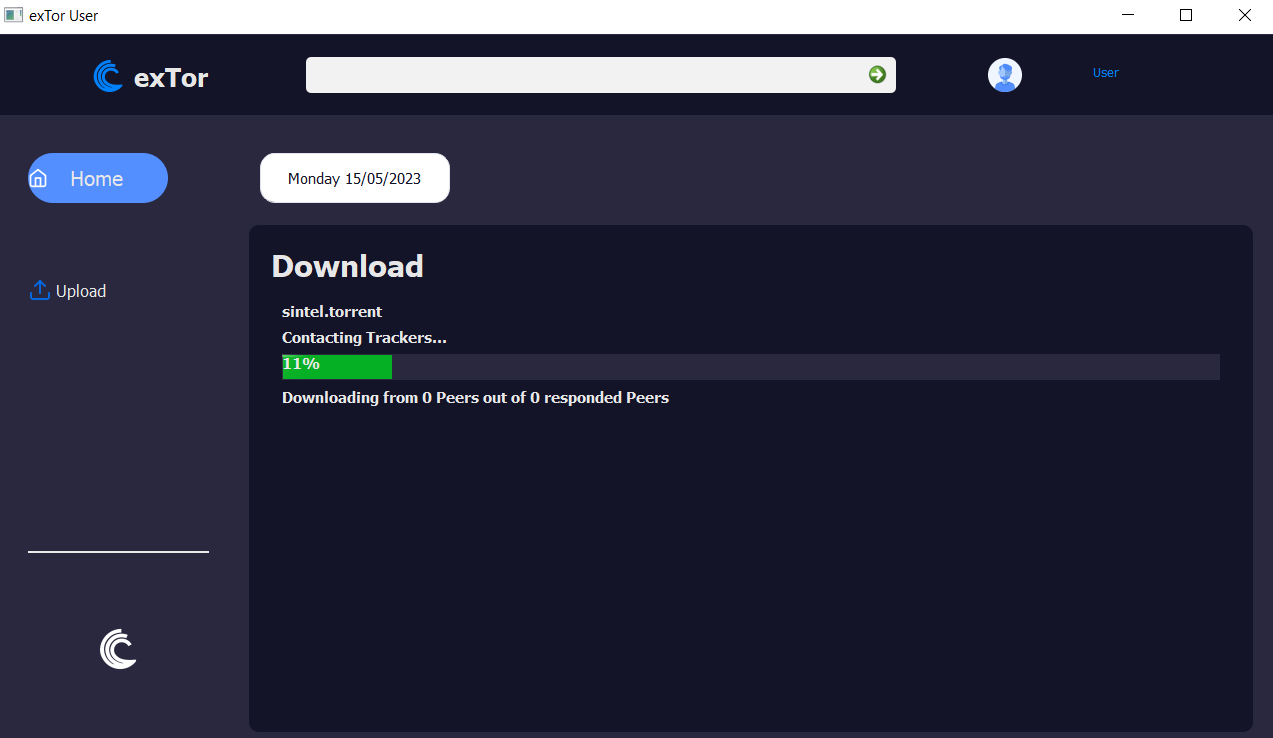 exTor User
exTor
User
Home
Monday 15/05/2023
Download
sintel.torrent
Upload
Contacting Trackers...
11%
Downloading from 0 Peers out of 0 responded Peers